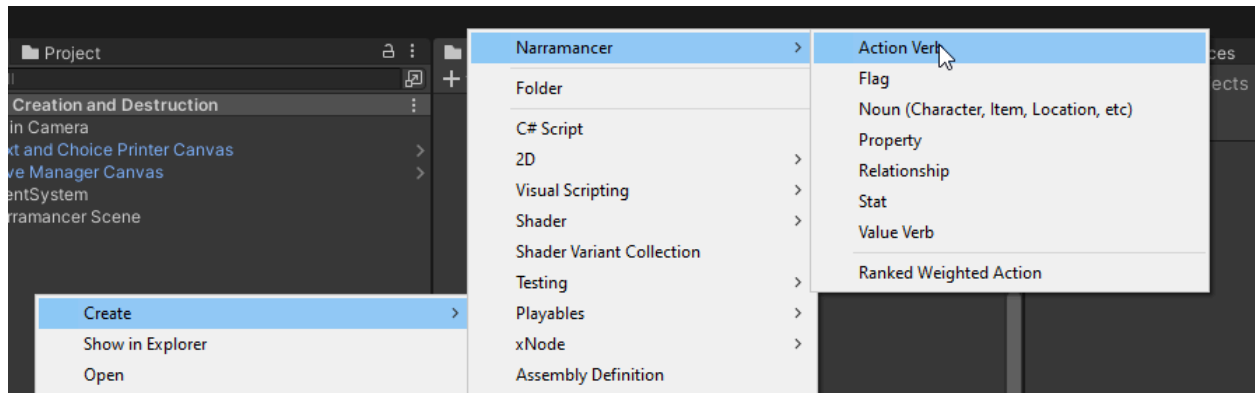 Project
Creation and Destruction
in Camera
xt and Choice Printer Canvas
ve Manager Canvas
entSystem
rramancer Scene
Create
Show in Explorer
Open
Narramancer
Folder
C# Script
2D
Visual Scripting
Shader
Shader Variant Collection
Testing
Playables
xNode
Assembly Definition
Action Verb
Flag
Noun (Character, Item, Location, etc)
Property
Relationship
Stat
Value Verb
Ranked Weighted Action
ces
ects